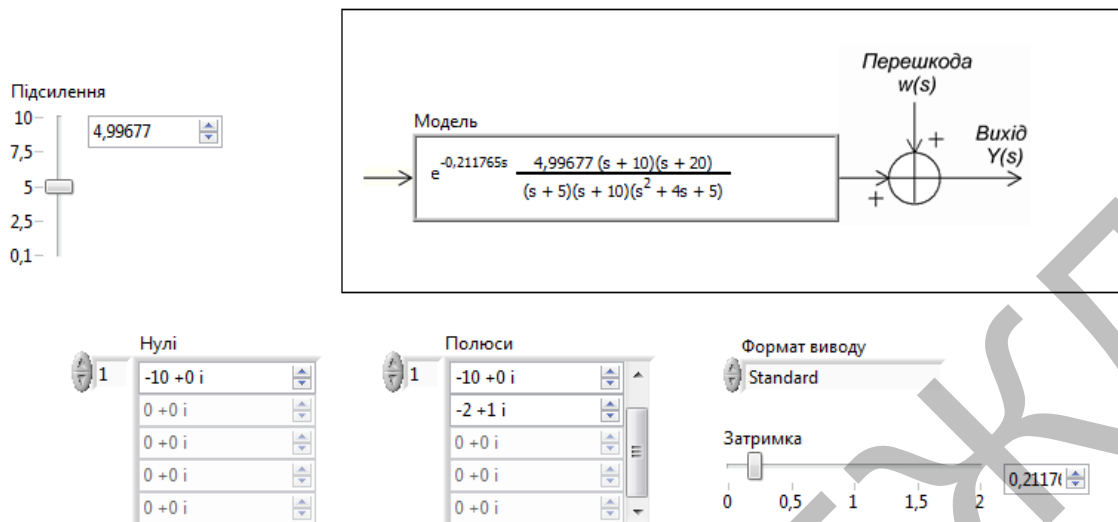 Підсилення
10
7,5
5
2,5
0,1
4,99677
Модель
e^-0,211765s 4,99677 (s + 10)(s + 20)
(s + 5)(s + 10)(s^2 + 4s + 5)
Перешкода
w(s)
+
Вихід
Y(s)
+
Нулі
1
-10 +0 i
0 +0 i
0 +0 i
0 +0 i
0 +0 i
Полюси
1
-10 +0 i
-2 +1 i
0 +0 i
0 +0 i
0 +0 i
Формат виводу
Standard
Затримка
0 0,5 1 1,5 2